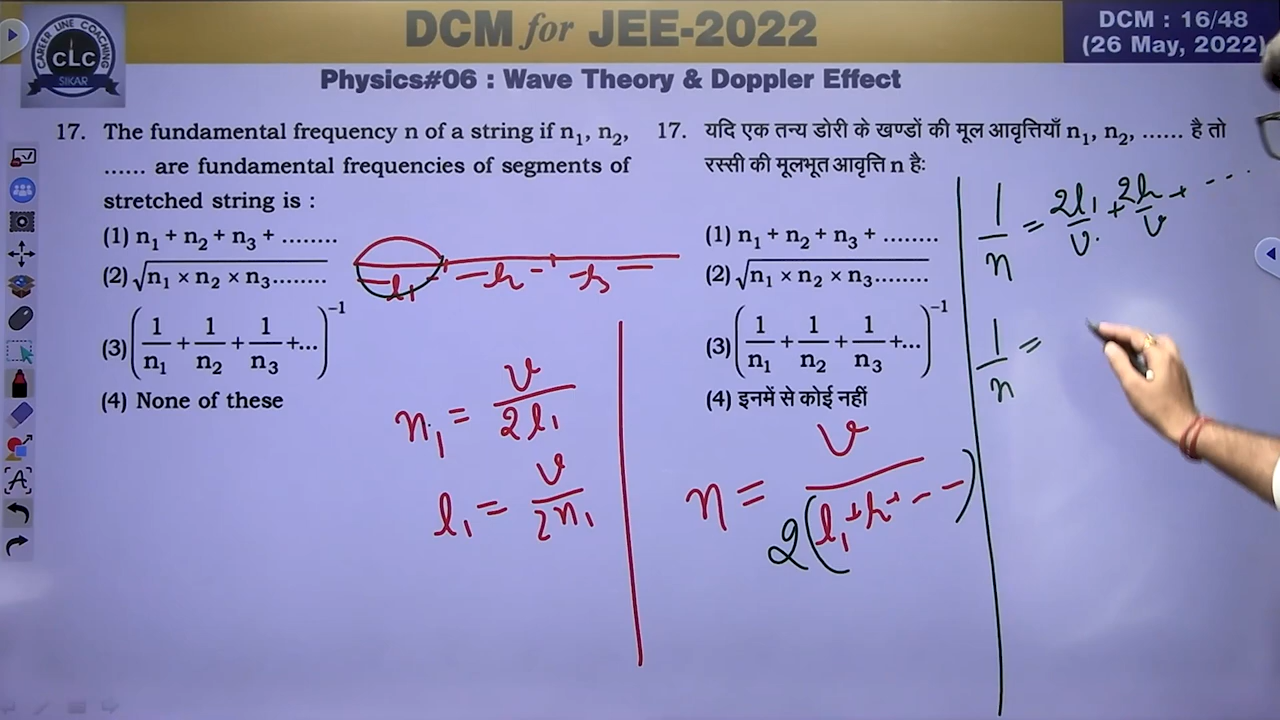 DCM for JEE-2022
DCM : 16/48
(26 May, 2022)
CAREER LINE COACHING
CLC
SIKAR
Physics#06 : Wave Theory & Doppler Effect
17. The fundamental frequency n of a string if n₁, n₂,
...... are fundamental frequencies of segments of
stretched string is :
(1) n₁ + n₂ + n₃ + ........
(2) √(n₁ × n₂ × n₃........)
(3) (1/n₁ + 1/n₂ + 1/n₃ +...)⁻¹
(4) None of these
l₁
n₁ = v/2l₁
l₁ = v/2n₁
17. यदि एक तन्य डोरी के खण्डों की मूल आवृत्तियाँ n₁, n₂, ...... है तो
रस्सी की मूलभूत आवृत्ति n है:
(1) n₁ + n₂ + n₃ + ........
(2) √(n₁ × n₂ × n₃........)
(3) (1/n₁ + 1/n₂ + 1/n₃ +...)⁻¹
(4) इनमें से कोई नहीं
n = v/2(l₁+l₂+---)
1/n = 2l₁/v + 2l₂/v + ---
1/n =